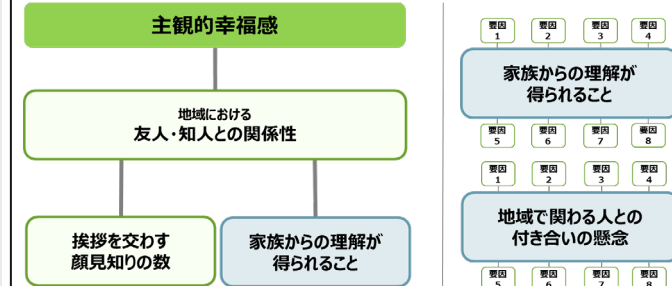 主観的幸福感
地域における
友人・知人との関係性
挨拶を交わす
顔見知りの数
家族からの理解が
得られること
要因
1
要因
2
要因
3
要因
4
家族からの理解が
得られること
要因
5
要因
6
要因
7
要因
8
要因
1
要因
2
要因
3
要因
4
地域で関わる人との
付き合いの懸念
要因
5
要因
6
要因
7
要因
8